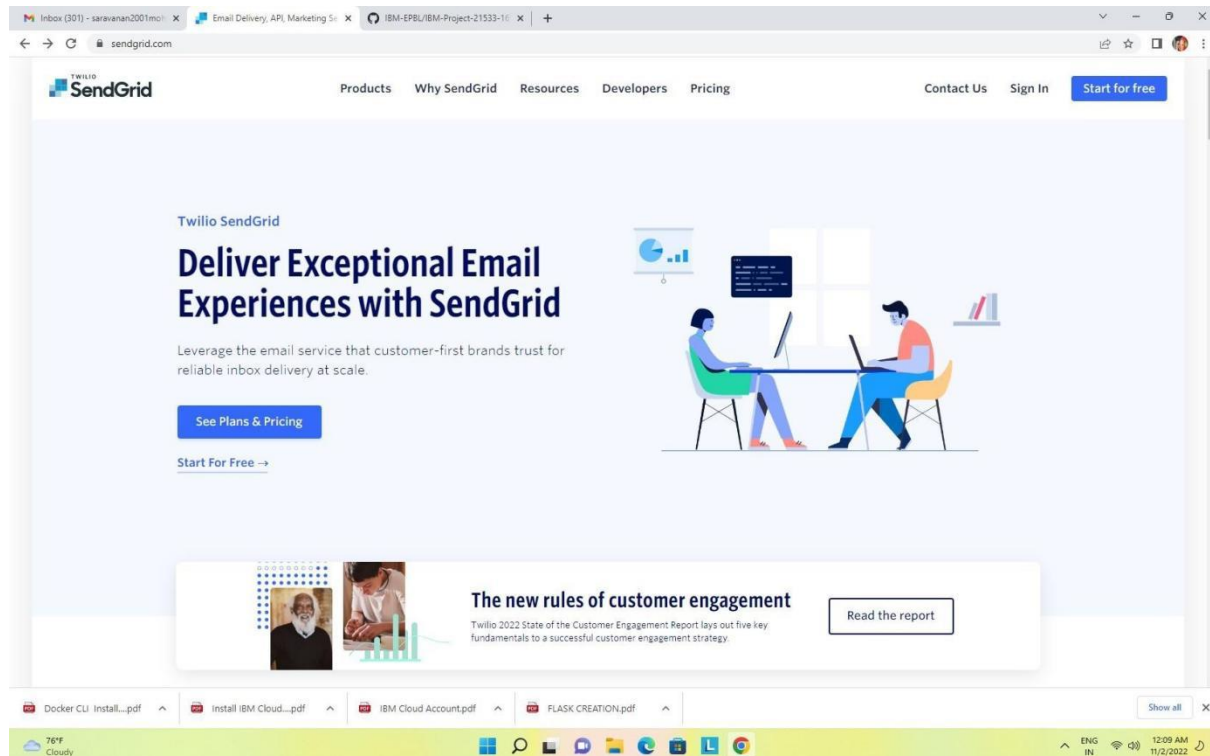 Inbox (301) - saravanan2001moh
Email Delivery, API, Marketing Se
IBM-EPBL/IBM-Project-21533-16
sendgrid.com
TWILIO
SendGrid
Products
Why SendGrid
Resources
Developers
Pricing
Contact Us
Sign In
Start for free
Twilio SendGrid
Deliver Exceptional Email
Experiences with SendGrid
Leverage the email service that customer-first brands trust for
reliable inbox delivery at scale.
See Plans & Pricing
Start For Free →
The new rules of customer engagement
Twilio 2022 State of the Customer Engagement Report lays out five key
fundamentals to a successful customer engagement strategy.
Read the report
Docker CLI Install,....pdf
Install IBM Cloud....pdf
IBM Cloud Account.pdf
FLASK CREATION.pdf
Show all
76°F
Cloudy
ENG
IN
12:09 AM
11/2/2022